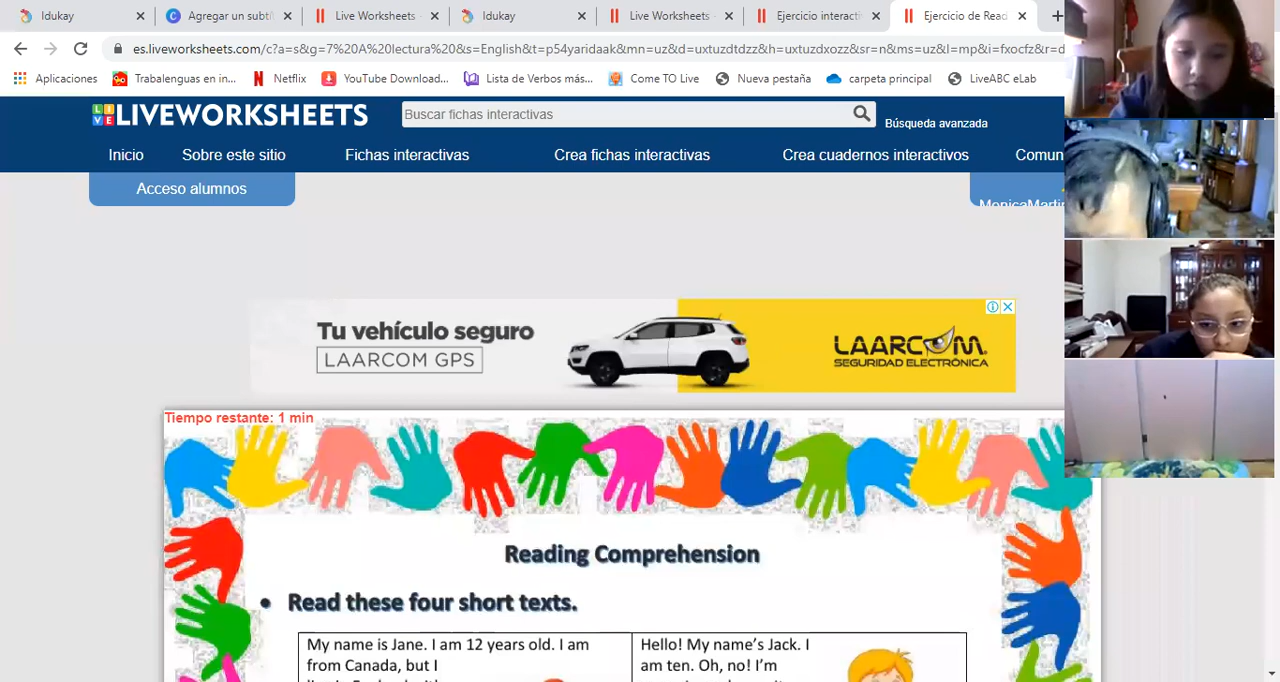 Idukay
Agregar un subtí
Live Worksheets -
Idukay
Live Worksheets -
Ejercicio interacti
Ejercicio de Read
es.liveworksheets.com/c?a=s&g=7%20A%20lectura%20&s=English&t=p54yaridaak&mn=uz&d=uxtudtdzz&h=uxtuzdxozz&sr=n&ms=uz&l=mp&i=fxocfz&r=d
Aplicaciones
Trabalenguas en in...
Netflix
YouTube Download...
Lista de Verbos más...
Come TO Live
Nueva pestaña
carpeta principal
LiveABC eLab
LIVE LIVEWORKSHEETS
Buscar fichas interactivas
Búsqueda avanzada
Inicio
Sobre este sitio
Fichas interactivas
Crea fichas interactivas
Crea cuadernos interactivos
Comun
Acceso alumnos
MonicaMartin
Tu vehículo seguro
LAARCOM GPS
LAARCOM
SEGURIDAD ELECTRÓNICA
Tiempo restante: 1 min
Reading Comprehension
• Read these four short texts.
My name is Jane. I am 12 years old. I am
from Canada, but I
Hello! My name's Jack. I
am ten. Oh, no! I'm